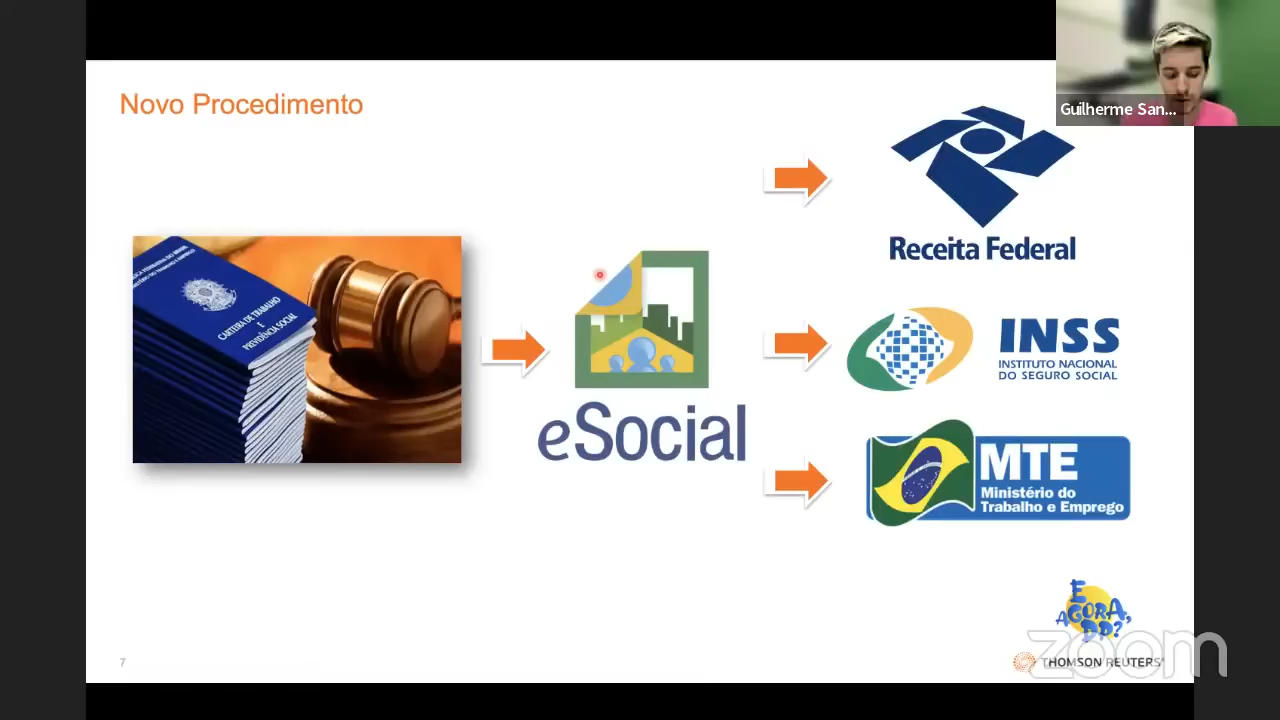 Novo Procedimento
Guilherme San...
CARTEIRA DE TRABALHO
E
PREVIDÊNCIA SOCIAL
eSocial
Receita Federal
INSS
INSTITUTO NACIONAL
DO SEGURO SOCIAL
MTE
Ministério do
Trabalho e Emprego
E
AGORA,
DP?
zoom
7
THOMSON REUTERS